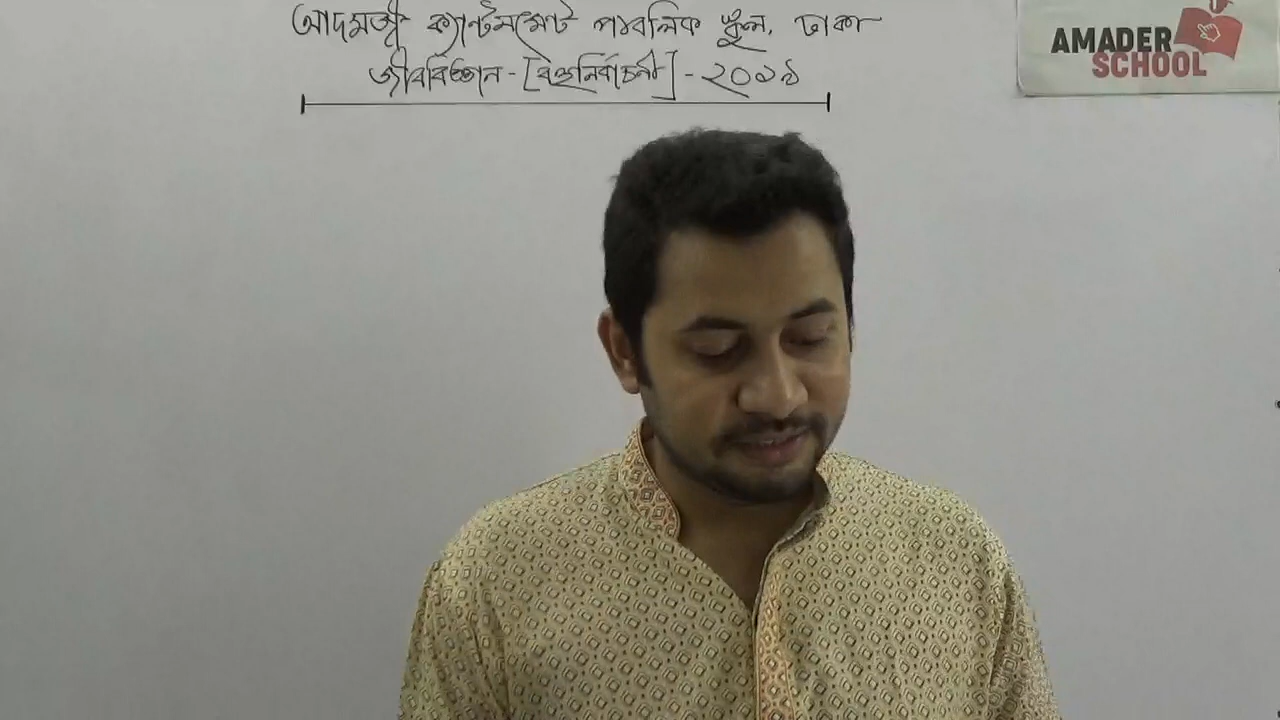 আদমজী ক্যান্টনমেন্ট পাবলিক স্কুল, ঢাকা
জীববিজ্ঞান - [বহুনির্বাচনী] - ২০১৯
AMADER
SCHOOL